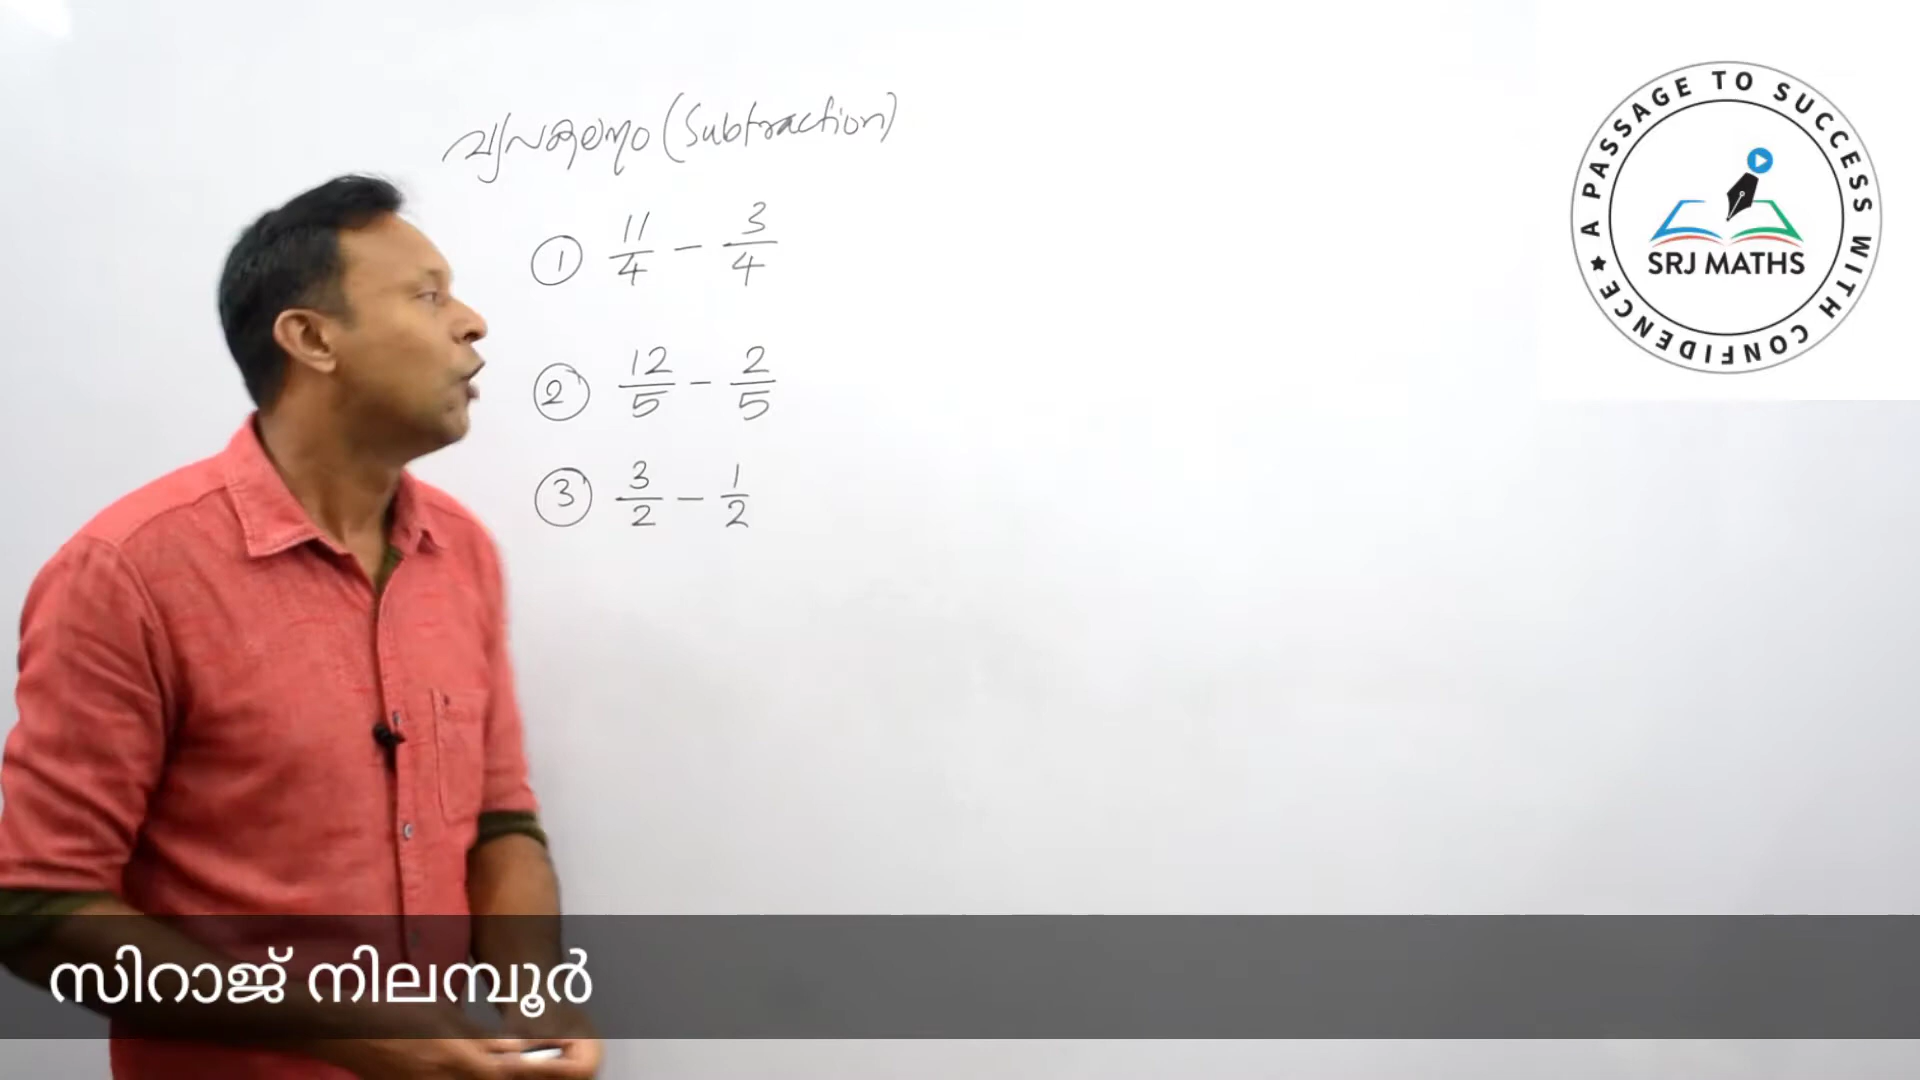 വ്യവകലനം (Subtraction)
① 11/4 - 3/4
② 12/5 - 2/5
③ 3/2 - 1/2
A PASSAGE TO SUCCESS WITH CONFIDENCE
SRJ MATHS
സിറാജ് നിലമ്പൂർ